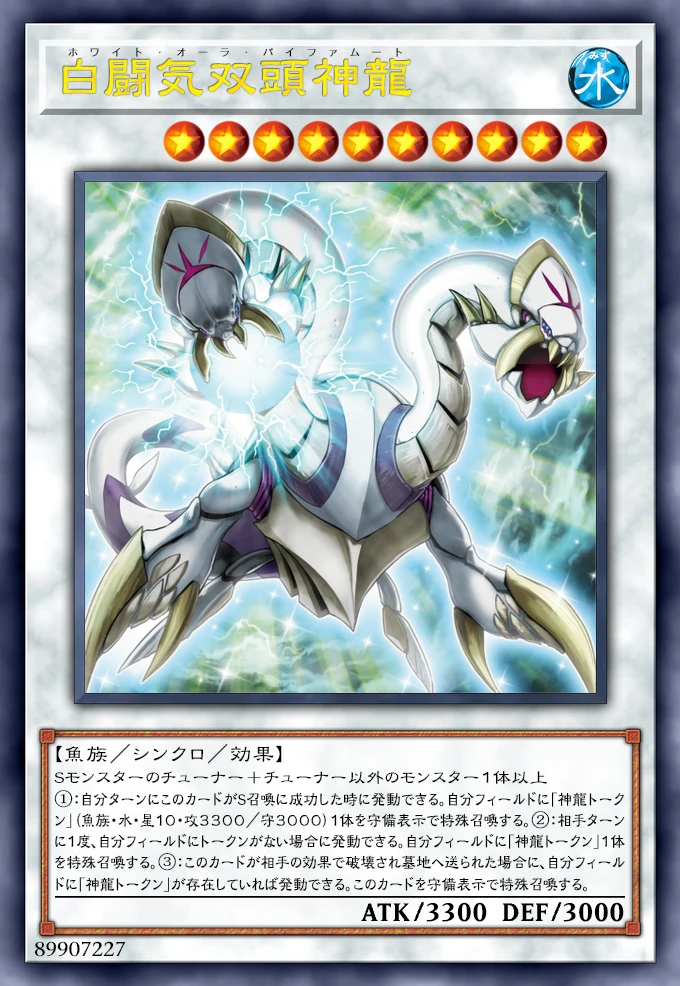 ホワイト・オーラ・バイファムート
白闘気双頭神龍
みず
水
【魚族／シンクロ／効果】
Sモンスターのチューナー＋チューナー以外のモンスター1体以上
①:自分ターンにこのカードがS召喚に成功した時に発動できる。自分フィールドに「神龍トーク
ン」(魚族・水・星10・攻3300／守3000)1体を守備表示で特殊召喚する。②:相手ターン
に1度、自分フィールドにトークンがない場合に発動できる。自分フィールドに「神龍トークン」1体
を特殊召喚する。③:このカードが相手の効果で破壊され墓地へ送られた場合に、自分フィール
ドに「神龍トークン」が存在していれば発動できる。このカードを守備表示で特殊召喚する。
ATK/3300 DEF/3000
89907227